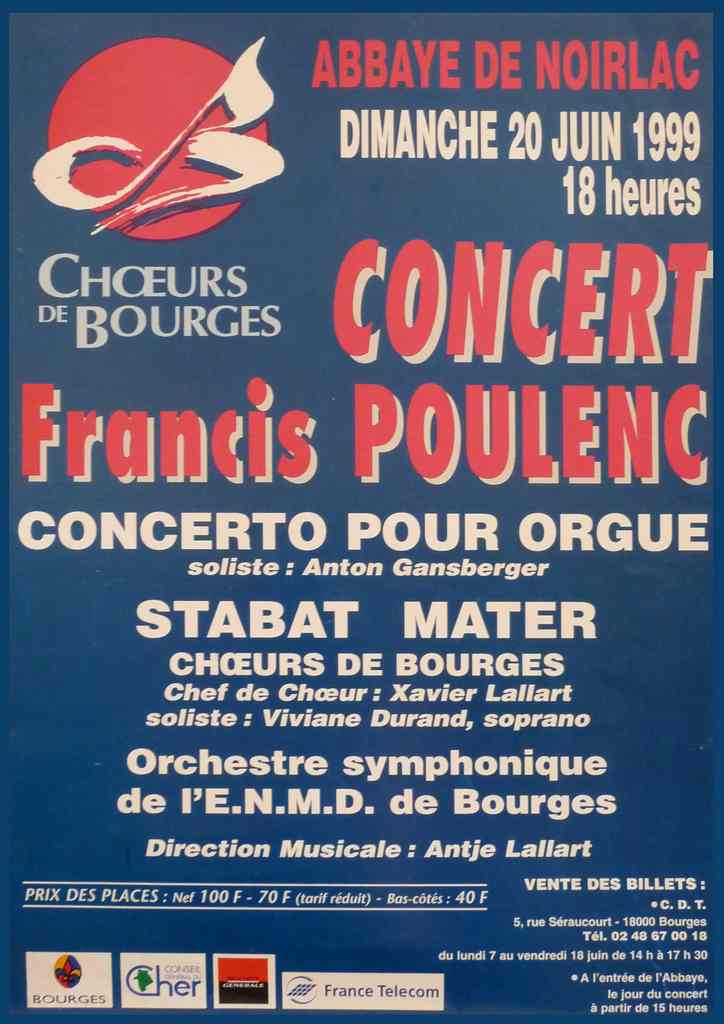 ABBAYE DE NOIRLAC
DIMANCHE 20 JUIN 1999
18 heures
CHŒURS
DE BOURGES
CONCERT
Francis POULENC
CONCERTO POUR ORGUE
soliste : Anton Gansberger
STABAT MATER
CHŒURS DE BOURGES
Chef de Chœur : Xavier Lallart
soliste : Viviane Durand, soprano
Orchestre symphonique
de l'E.N.M.D. de Bourges
Direction Musicale : Antje Lallart
PRIX DES PLACES : Nef 100 F - 70 F (tarif réduit) - Bas-côtés : 40 F
VENTE DES BILLETS :
• C. D. T.
5, rue Séraucourt - 18000 Bourges
Tél. 02 48 67 00 18
du lundi 7 au vendredi 18 juin de 14 h à 17 h 30
• A l'entrée de l'Abbaye,
le jour du concert
à partir de 15 heures
BOURGES
CONSEIL
GENERAL DU
Cher
GENERALE
France Telecom